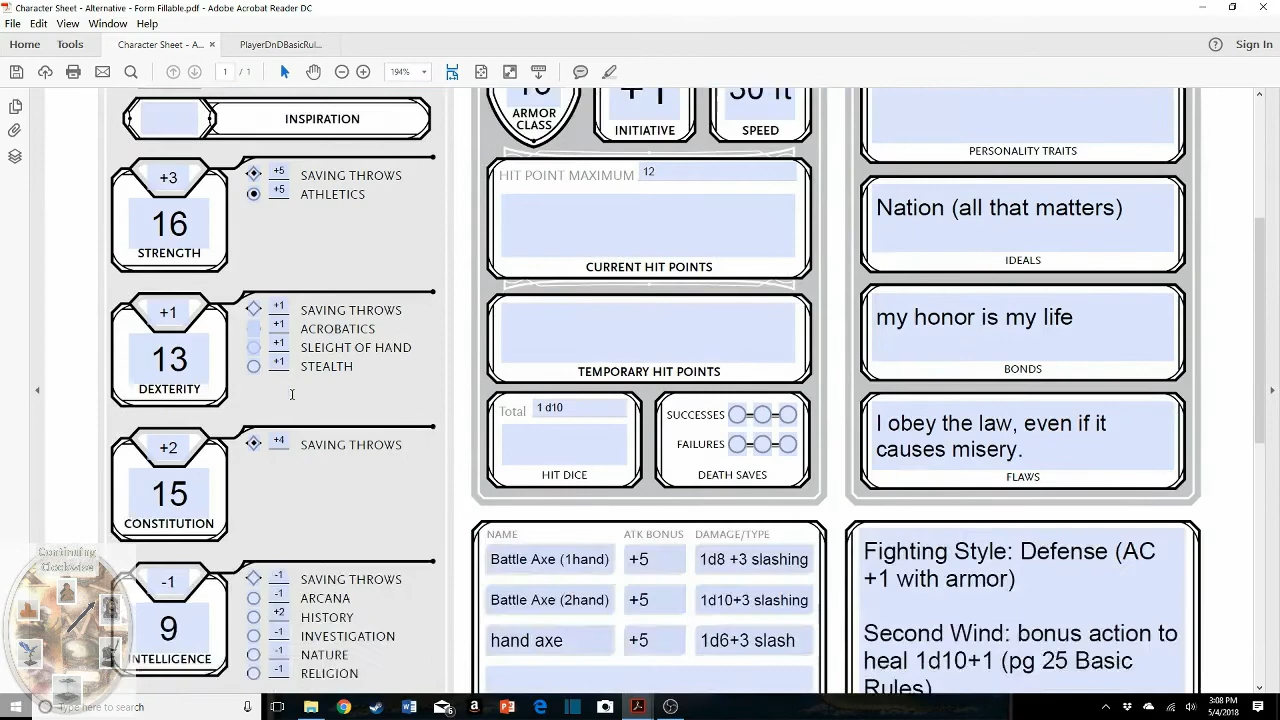 Character Sheet - Alternative - Form Fillable.pdf - Adobe Acrobat Reader DC
File Edit View Window Help
Home Tools Character Sheet - A... × PlayerDnDBasicRul... Sign In
1 / 1 194%
INSPIRATION
+3
16
STRENGTH
+5 SAVING THROWS
+5 ATHLETICS
+1
13
DEXTERITY
+1 SAVING THROWS
+1 ACROBATICS
+1 SLEIGHT OF HAND
+1 STEALTH
+2
15
CONSTITUTION
+4 SAVING THROWS
-1
9
INTELLIGENCE
-1 SAVING THROWS
-1 ARCANA
+2 HISTORY
-1 INVESTIGATION
-1 NATURE
-1 RELIGION
ARMOR
CLASS
+1
INITIATIVE
30 ft
SPEED
HIT POINT MAXIMUM 12
CURRENT HIT POINTS
TEMPORARY HIT POINTS
Total 1 d10
HIT DICE
SUCCESSES
FAILURES
DEATH SAVES
NAME ATK BONUS DAMAGE/TYPE
Battle Axe (1hand) +5 1d8 +3 slashing
Battle Axe (2hand) +5 1d10+3 slashing
hand axe +5 1d6+3 slash
PERSONALITY TRAITS
Nation (all that matters)
IDEALS
my honor is my life
BONDS
I obey the law, even if it
causes misery.
FLAWS
Fighting Style: Defense (AC
+1 with armor)
Second Wind: bonus action to
heal 1d10+1 (pg 25 Basic
Rules)
Continuing
Clockwise
Type here to search
3:08 PM
5/4/2018